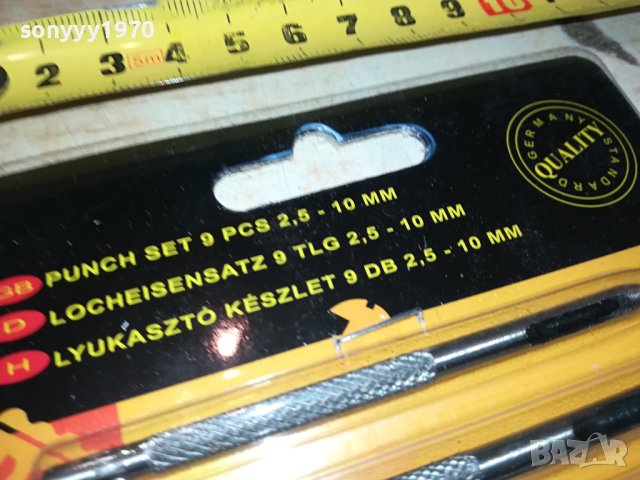 sonyyy1970
2 3 5m 4 5 6 7 8 9 10
GERMANY STANDARD
QUALITY
GB PUNCH SET 9 PCS 2,5 - 10 MM
D LOCHEISENSATZ 9 TLG 2,5 - 10 MM
H LYUKASZTÓ KÉSZLET 9 DB 2,5 - 10 MM
BAZAR